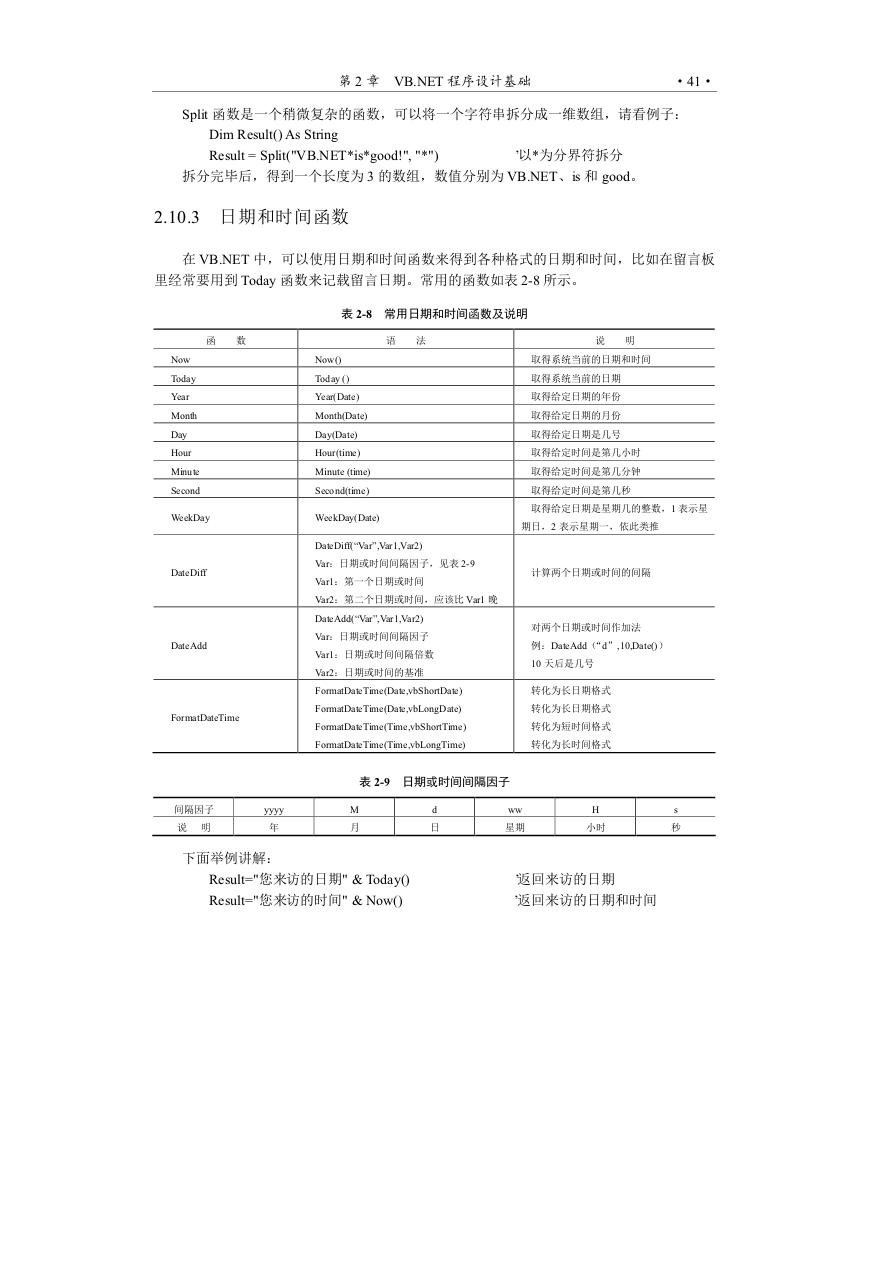 第 2 章 VB.NET 程序设计基础 ·41·
Split 函数是一个稍微复杂的函数，可以将一个字符串拆分成一维数组，请看例子：
Dim Result() As String
Result = Split("VB.NET*is*good!", "*") '以*为分界符拆分
拆分完毕后，得到一个长度为 3 的数组，数值分别为 VB.NET、is 和 good。
2.10.3 日期和时间函数
在 VB.NET 中，可以使用日期和时间函数来得到各种格式的日期和时间，比如在留言板
里经常要用到 Today 函数来记载留言日期。常用的函数如表 2-8 所示。
表 2-8 常用日期和时间函数及说明
函 数 语 法 说 明
Now Now() 取得系统当前的日期和时间
Today Today () 取得系统当前的日期
Year Year(Date) 取得给定日期的年份
Month Month(Date) 取得给定日期的月份
Day Day(Date) 取得给定日期是几号
Hour Hour(time) 取得给定时间是第几小时
Minute Minute (time) 取得给定时间是第几分钟
Second Second(time) 取得给定时间是第几秒
WeekDay WeekDay(Date) 取得给定日期是星期几的整数，1 表示星
期日，2 表示星期一，依此类推
DateDiff DateDiff(“Var”,Var1,Var2)
Var：日期或时间间隔因子，见表 2-9
Var1：第一个日期或时间
Var2：第二个日期或时间，应该比 Var1 晚
计算两个日期或时间的间隔
DateAdd DateAdd(“Var”,Var1,Var2)
Var：日期或时间间隔因子
Var1：日期或时间间隔倍数
Var2：日期或时间的基准
对两个日期或时间作加法
例：DateAdd（“d”,10,Date()）
10 天后是几号
FormatDateTime FormatDateTime(Date,vbShortDate) 转化为长日期格式
FormatDateTime(Date,vbLongDate) 转化为长日期格式
FormatDateTime(Time,vbShortTime) 转化为短时间格式
FormatDateTime(Time,vbLongTime) 转化为长时间格式
表 2-9 日期或时间间隔因子
间隔因子 yyyy M d ww H s
说 明 年 月 日 星期 小时 秒
下面举例讲解：
Result="您来访的日期" & Today() '返回来访的日期
Result="您来访的时间" & Now() '返回来访的日期和时间